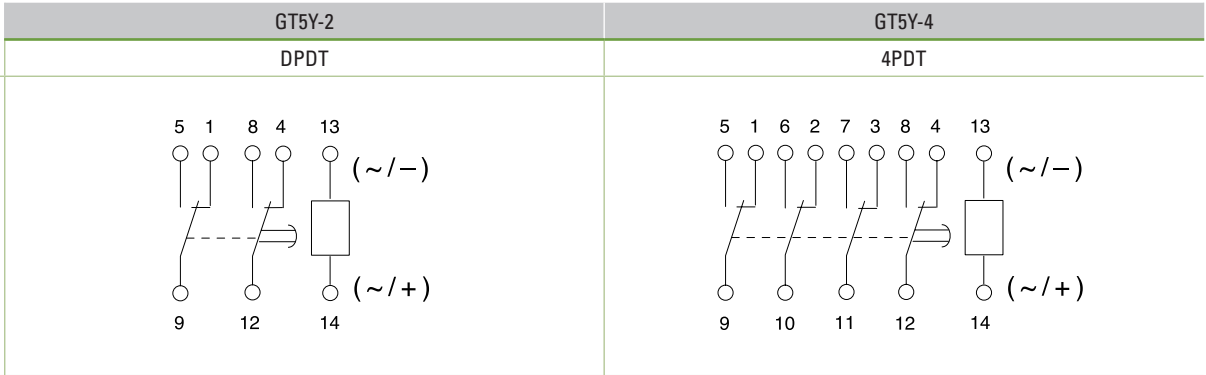 GT5Y-2 GT5Y-4
DPDT 4PDT
5 1 8 4 13 5 1 6 2 7 3 8 4 13
(~/−) (~/−)
(~/+) (~/+)
9 12 14 9 10 11 12 14